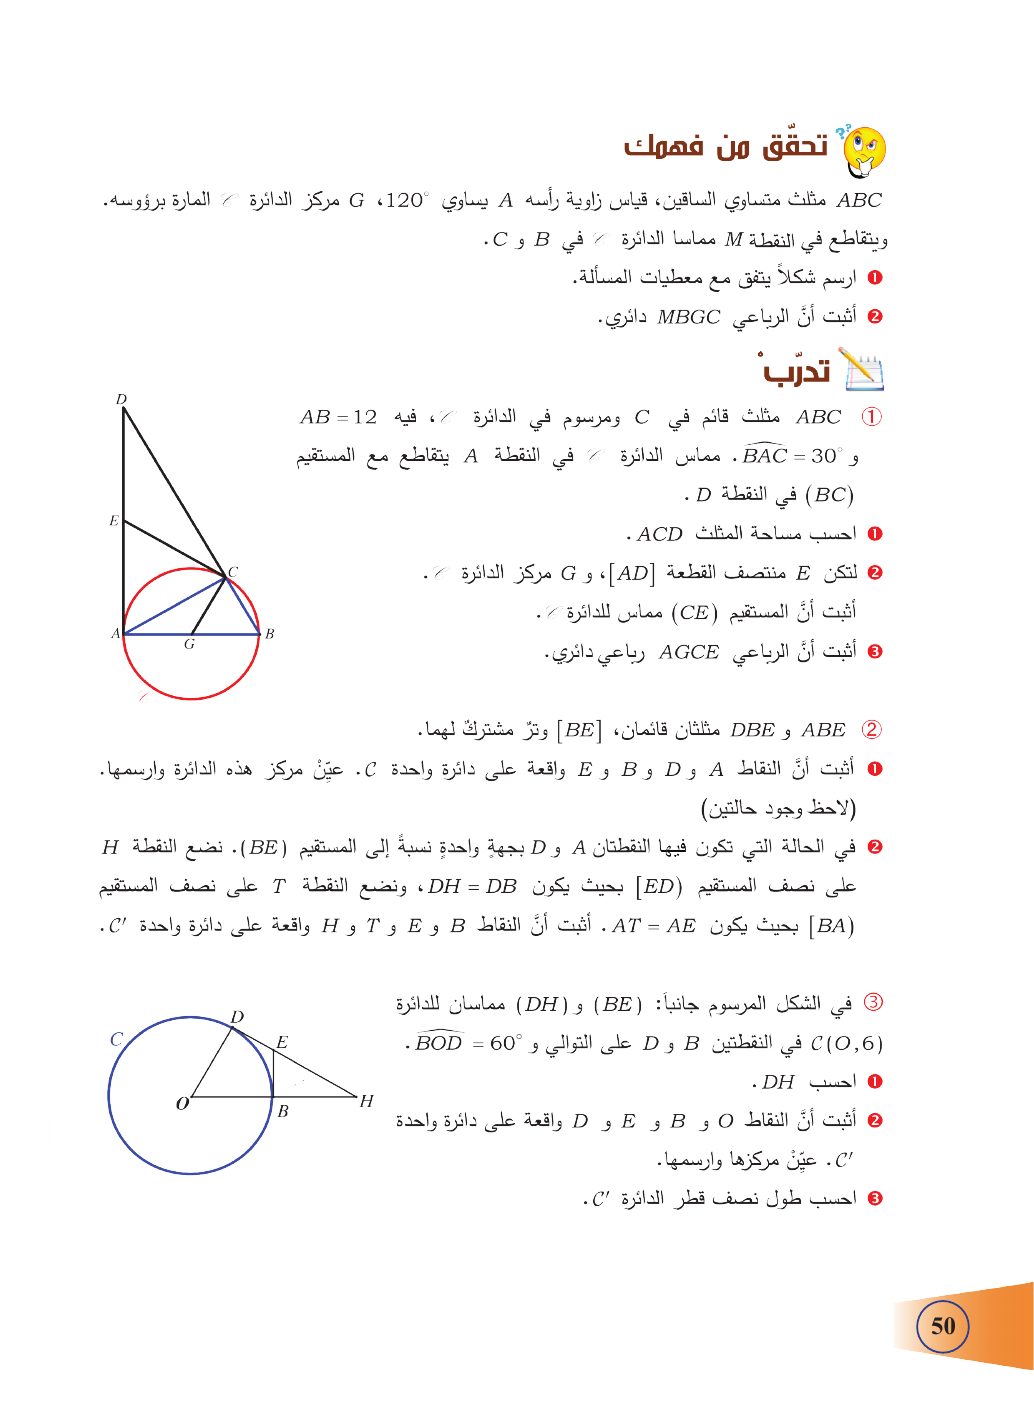 تحقّق من فهمك
ABC مثلث متساوي الساقين، قياس زاوية رأسه A يساوي 120°، G مركز الدائرة C المارة برؤوسه.
ويتقاطع في النقطة M مماسا الدائرة C في B و C.
❶ ارسم شكلاً يتفق مع معطيات المسألة.
❷ أثبت أنَّ الرباعي MBGC دائري.
تدرّبْ
① ABC مثلث قائم في C ومرسوم في الدائرة C، فيه AB = 12
و BAC = 30°. مماس الدائرة C في النقطة A يتقاطع مع المستقيم
(BC) في النقطة D.
❶ احسب مساحة المثلث ACD.
❷ لتكن E منتصف القطعة [AD]، و G مركز الدائرة C.
أثبت أنَّ المستقيم (CE) مماس للدائرة C.
❸ أثبت أنَّ الرباعي AGCE رباعي دائري.
D
E
C
A
G
B
C
② ABE و DBE مثلثان قائمان، [BE] وترٌ مشتركٌ لهما.
❶ أثبت أنَّ النقاط A و D و B و E واقعة على دائرة واحدة C. عيّنْ مركز هذه الدائرة وارسمها.
(لاحظ وجود حالتين)
❷ في الحالة التي تكون فيها النقطتان A و D بجهةٍ واحدةٍ نسبةً إلى المستقيم (BE). نضع النقطة H
على نصف المستقيم [ED) بحيث يكون DH = DB، ونضع النقطة T على نصف المستقيم
[BA) بحيث يكون AT = AE. أثبت أنَّ النقاط B و E و T و H واقعة على دائرة واحدة C′.
③ في الشكل المرسوم جانباً: (BE) و (DH) مماسان للدائرة
C(O,6) في النقطتين B و D على التوالي و BOD = 60°.
❶ احسب DH.
❷ أثبت أنَّ النقاط O و B و E و D واقعة على دائرة واحدة
C′. عيّنْ مركزها وارسمها.
❸ احسب طول نصف قطر الدائرة C′.
D
C
E
O
B
H
50